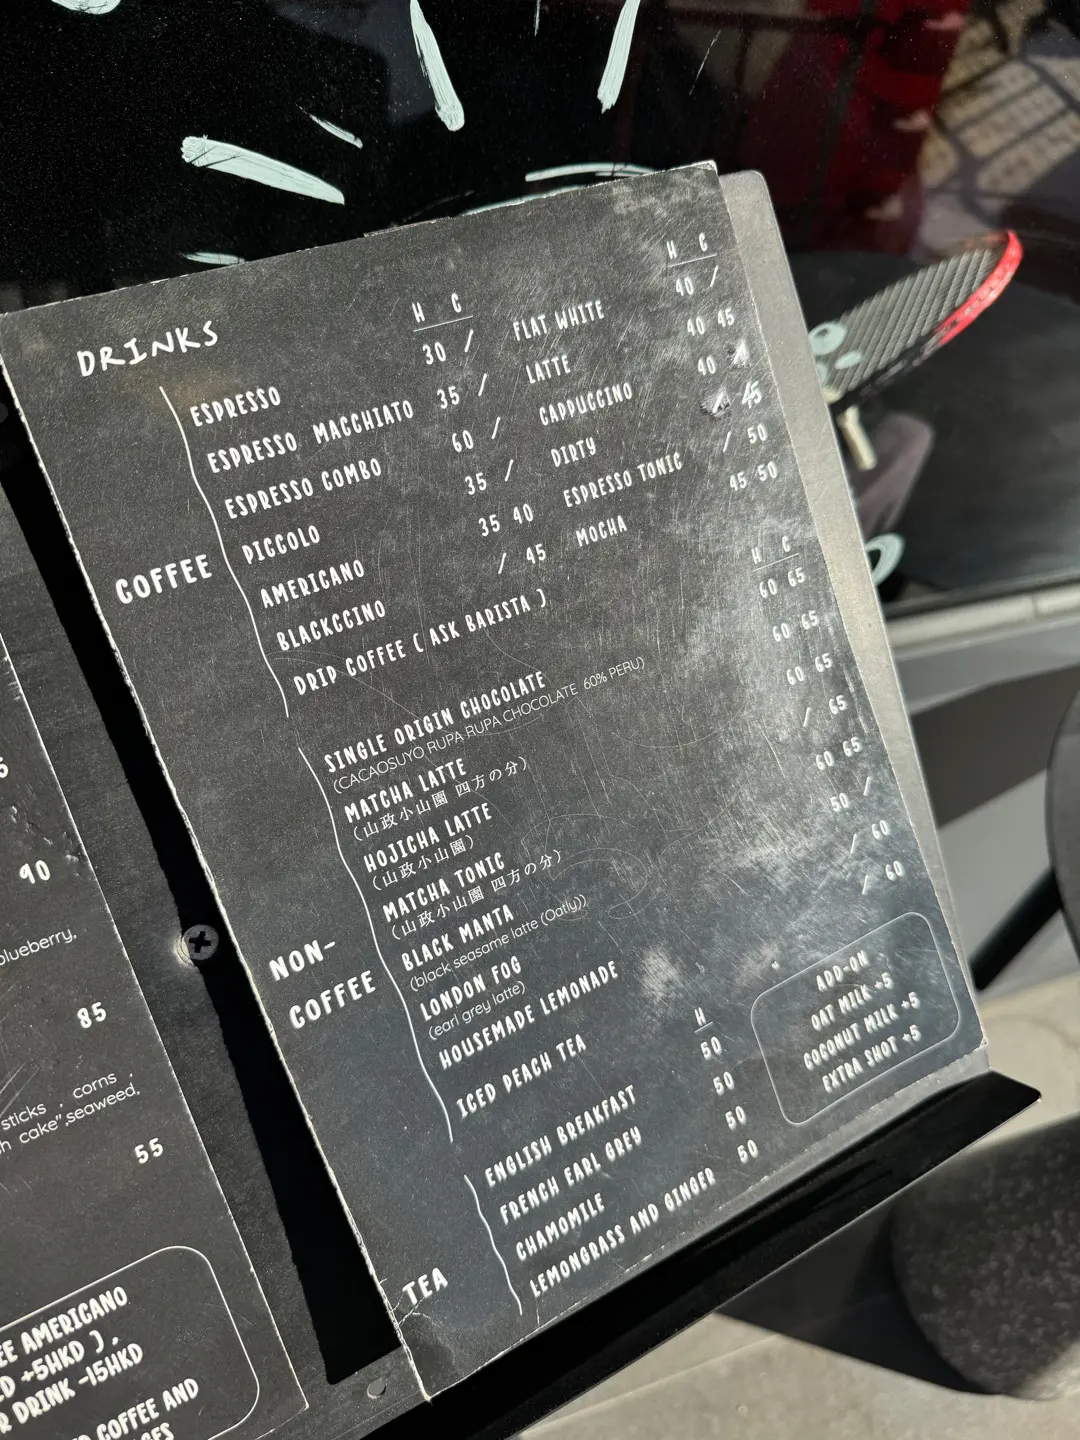 DRINKS
H C
H C
COFFEE
ESPRESSO 30 /
FLAT WHITE 40 /
ESPRESSO MACCHIATO 35 /
LATTE 40 45
ESPRESSO COMBO 60 /
CAPPUCCINO 40
PICCOLO 35 /
DIRTY 45
AMERICANO 35 40
ESPRESSO TONIC / 50
BLACKCCINO / 45
MOCHA 45 50
DRIP COFFEE ( ASK BARISTA )
H C
NON-
COFFEE
SINGLE ORIGIN CHOCOLATE 60 65
(CACAOSUYO RUPA RUPA CHOCOLATE 60% PERU)
MATCHA LATTE 60 65
(山政小山園 四方の分)
HOJICHA LATTE 60 65
(山政小山園)
MATCHA TONIC / 65
(山政小山園 四方の分)
BLACK MANTA 60 65
(black seasame latte (Oatly))
LONDON FOG 50 /
(earl grey latte)
HOUSEMADE LEMONADE / 60
ICED PEACH TEA / 60
H
TEA
ENGLISH BREAKFAST 50
FRENCH EARL GREY 50
CHAMOMILE 50
LEMONGRASS AND GINGER 50
ADD-ON
OAT MILK +5
COCONUT MILK +5
EXTRA SHOT +5
90
blueberry,
85
sticks , corns ,
cake",seaweed,
55
AMERICANO
+5HKD ) ,
DRINK -15HKD
COFFEE AND